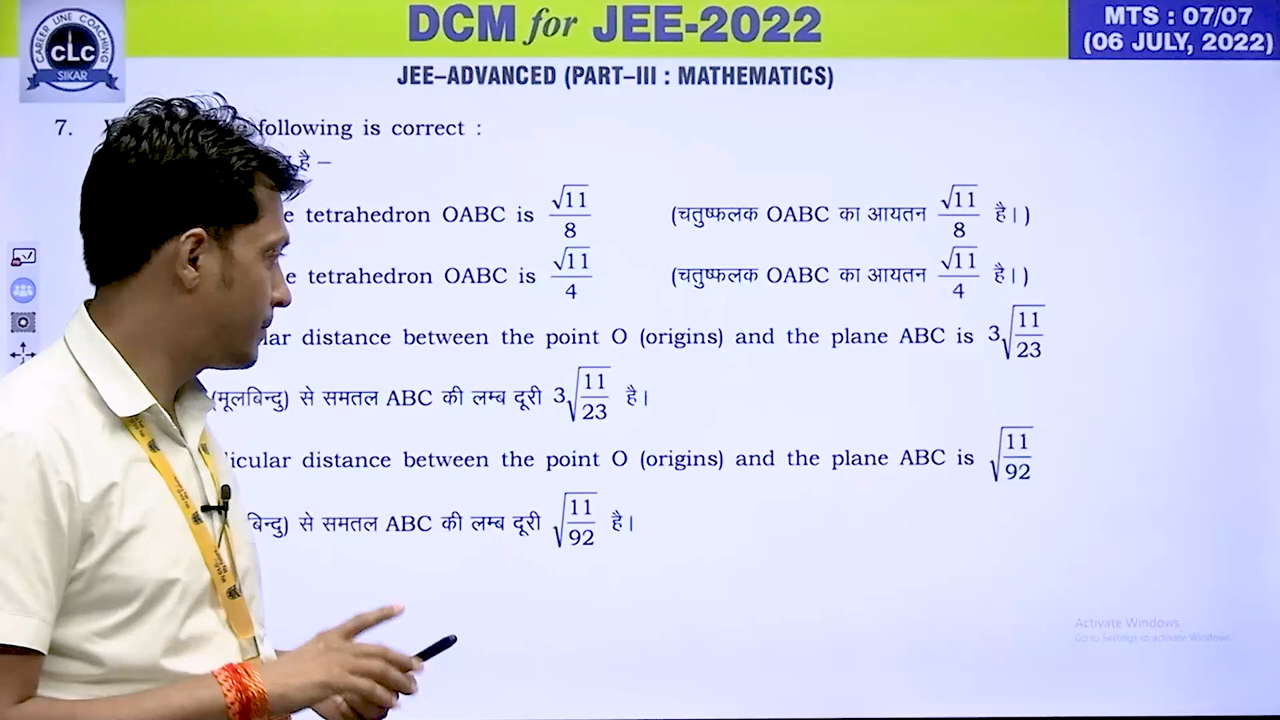 CAREER LINE COACHING
CLC
SIKAR
DCM for JEE-2022
MTS : 07/07
(06 JULY, 2022)
JEE–ADVANCED (PART–III : MATHEMATICS)
7. following is correct :
है –
tetrahedron OABC is √11/8 (चतुष्फलक OABC का आयतन √11/8 है।)
tetrahedron OABC is √11/4 (चतुष्फलक OABC का आयतन √11/4 है।)
distance between the point O (origins) and the plane ABC is 3√(11/23)
(मूलबिन्दु) से समतल ABC की लम्ब दूरी 3√(11/23) है।
distance between the point O (origins) and the plane ABC is √(11/92)
से समतल ABC की लम्ब दूरी √(11/92) है।
Activate Windows
Go to Settings to activate Windows.